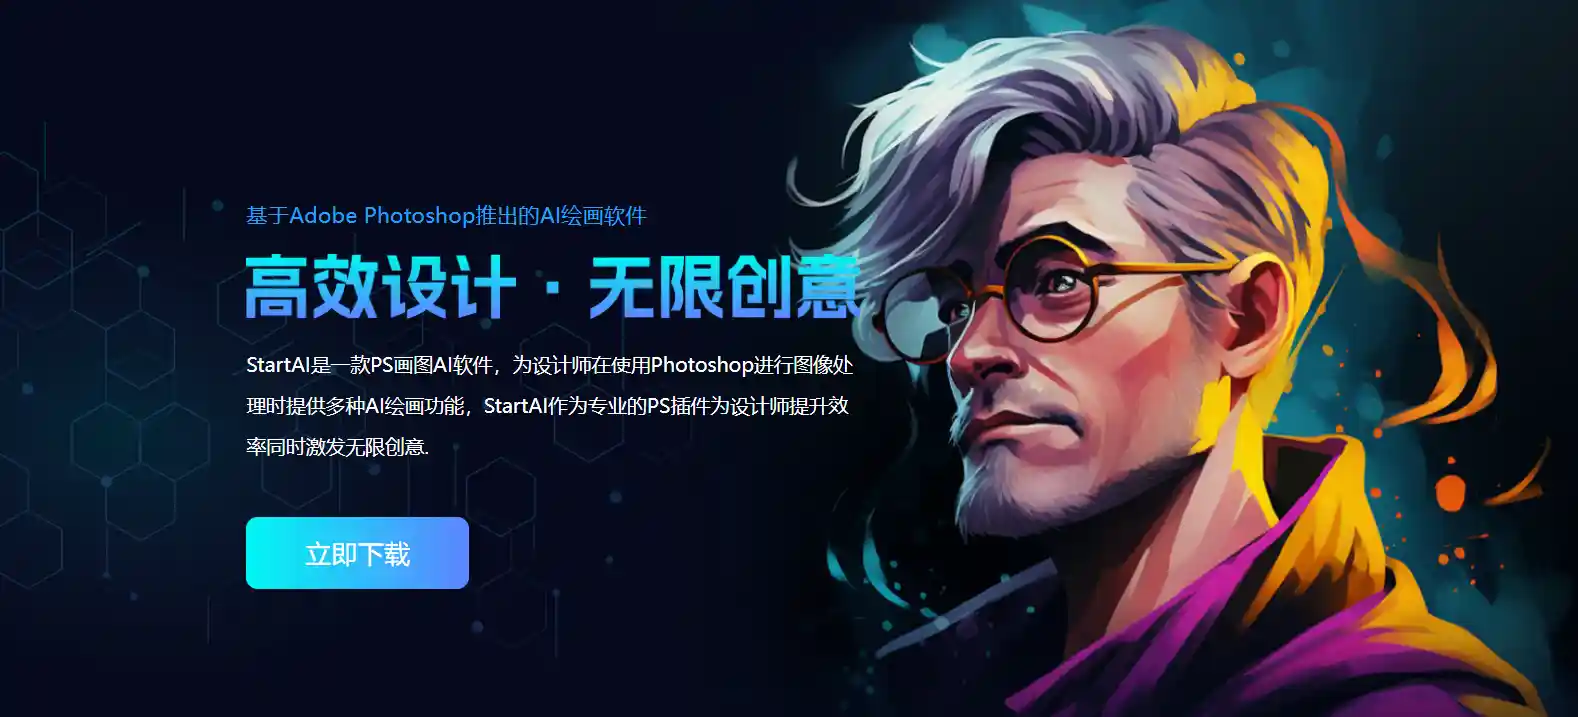 基于Adobe Photoshop推出的AI绘画软件
高效设计·无限创意
StartAI是一款PS画图AI软件，为设计师在使用Photoshop进行图像处
理时提供多种AI绘画功能，StartAI作为专业的PS插件为设计师提升效
率同时激发无限创意.
立即下载